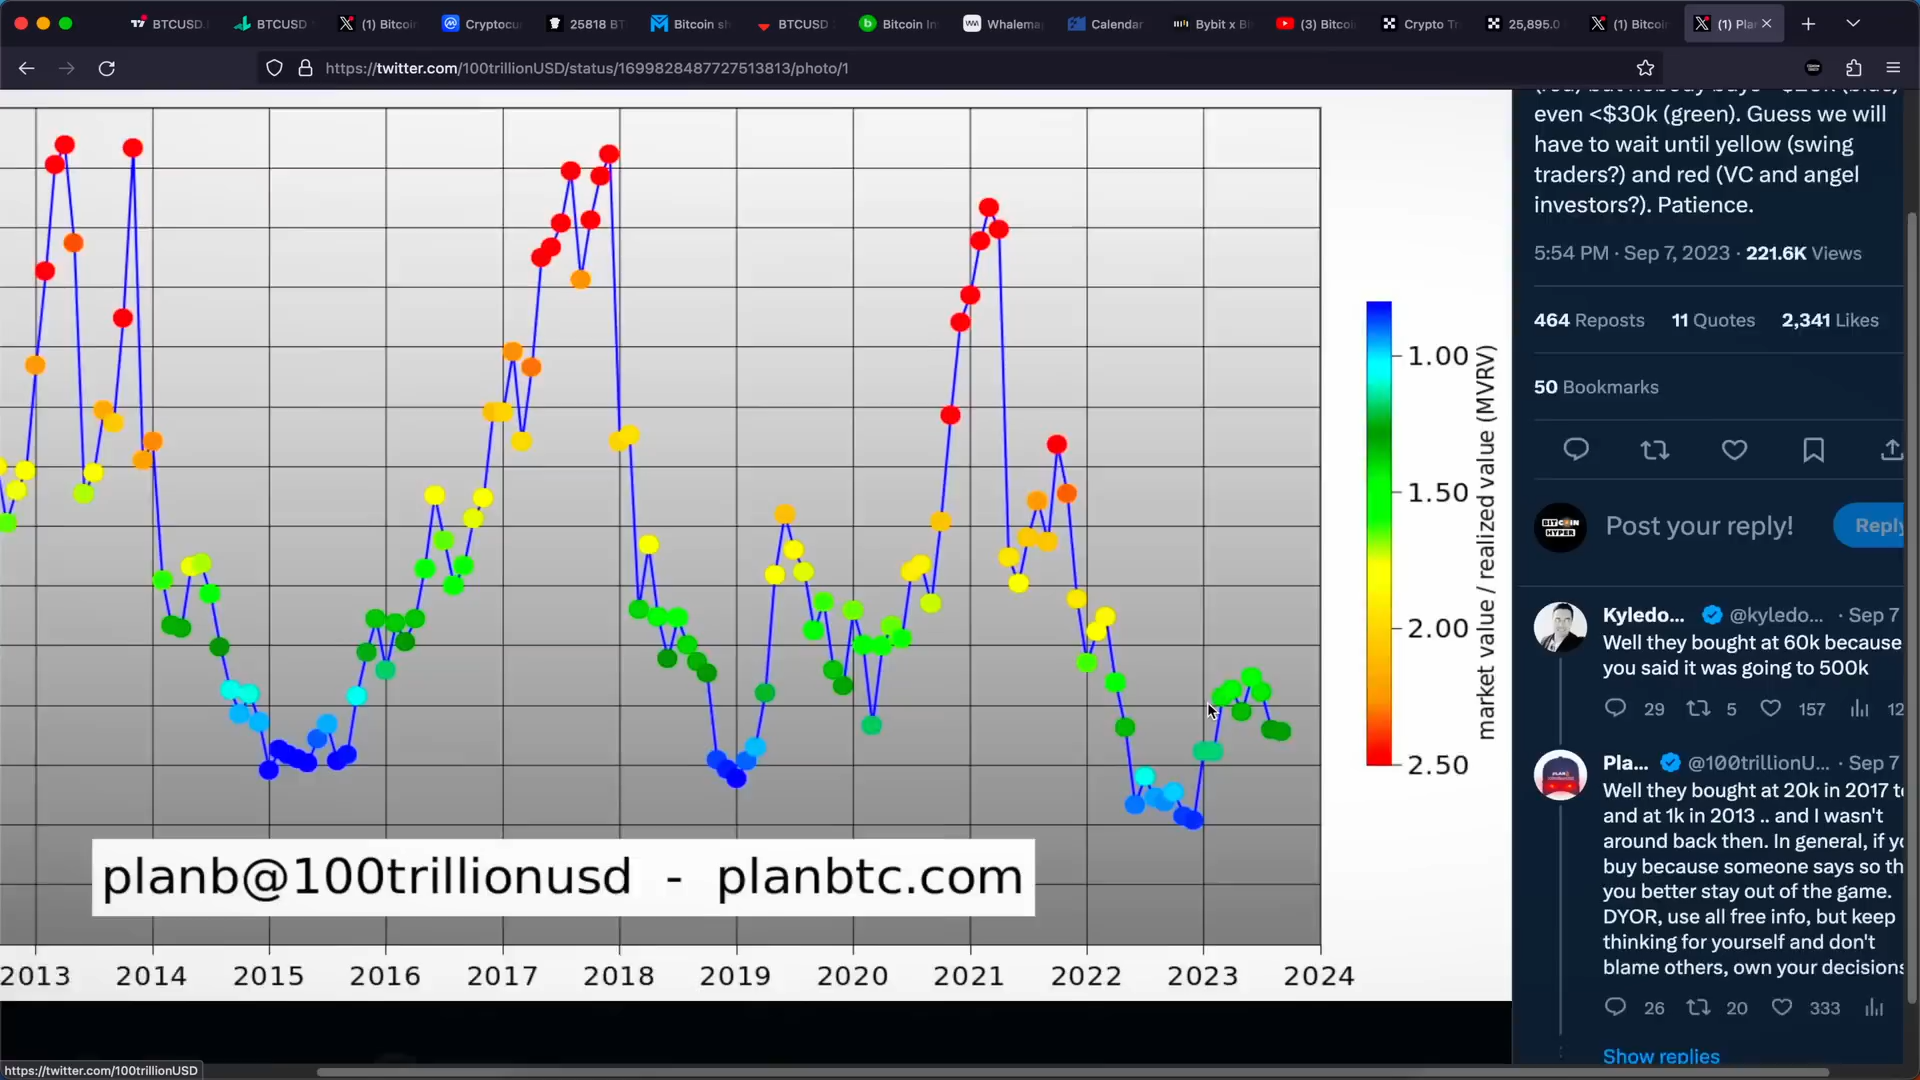 BTCUSD
BTCUSD
(1) Bitcoi
Cryptocu
25818 BT
Bitcoin sh
BTCUSD
Bitcoin In
Whalema
Calendar
Bybit x Bi
(3) Bitcoi
Crypto Tr
25,895.0
(1) Bitcoi
(1) Pla
https://twitter.com/100trillionUSD/status/1699828487727513813/photo/1
even <$30k (green). Guess we will
have to wait until yellow (swing
traders?) and red (VC and angel
investors?). Patience.
5:54 PM · Sep 7, 2023 · 221.6K Views
464 Reposts 11 Quotes 2,341 Likes
50 Bookmarks
BITCOIN
HYPER
Post your reply!
Reply
Kyledo... @kyledo... · Sep 7
Well they bought at 60k because
you said it was going to 500k
29 5 157 12
Pla... @100trillionU... · Sep 7
Well they bought at 20k in 2017 to
and at 1k in 2013 .. and I wasn't
around back then. In general, if yo
buy because someone says so th
you better stay out of the game.
DYOR, use all free info, but keep
thinking for yourself and don't
blame others, own your decisions
26 20 333
Show replies
1.00
1.50
2.00
2.50
market value / realized value (MVRV)
planb@100trillionusd - planbtc.com
2013 2014 2015 2016 2017 2018 2019 2020 2021 2022 2023 2024
https://twitter.com/100trillionUSD